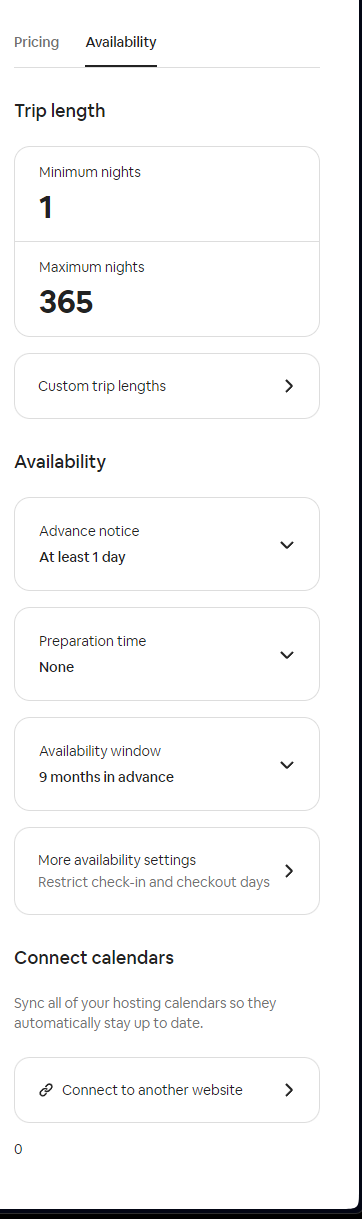 Pricing Availability
Trip length
Minimum nights
1
Maximum nights
365
Custom trip lengths
Availability
Advance notice
At least 1 day
Preparation time
None
Availability window
9 months in advance
More availability settings
Restrict check-in and checkout days
Connect calendars
Sync all of your hosting calendars so they
automatically stay up to date.
Connect to another website
0